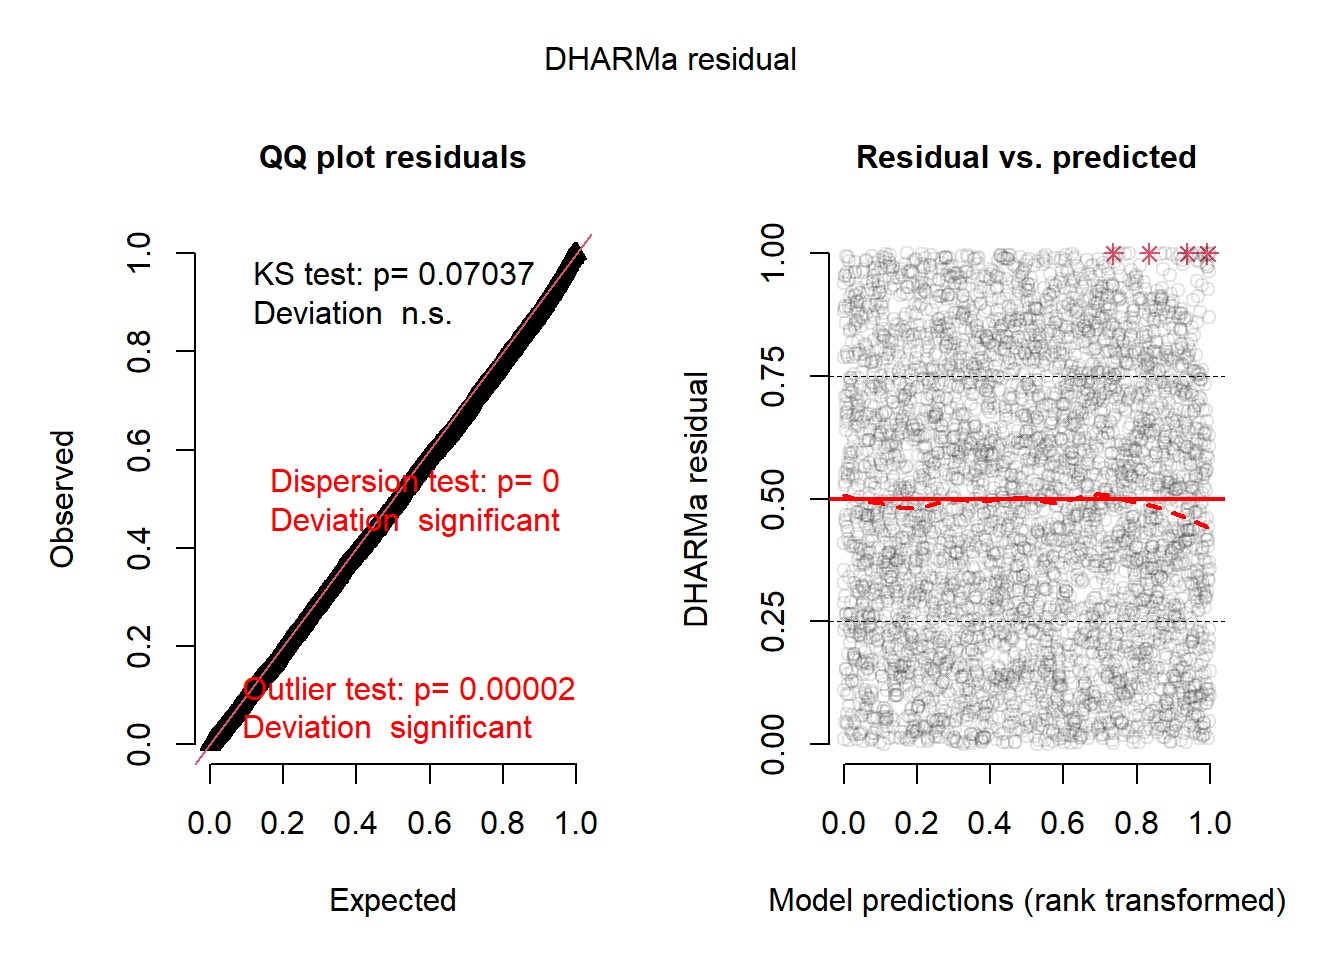 DHARMa residual
QQ plot residuals
KS test: p= 0.07037
Deviation  n.s.
Dispersion test: p= 0
Deviation  significant
Outlier test: p= 0.00002
Deviation  significant
Observed
0.0 0.2 0.4 0.6 0.8 1.0
0.0 0.2 0.4 0.6 0.8 1.0
Expected
Residual vs. predicted
DHARMa residual
0.00 0.25 0.50 0.75 1.00
0.0 0.2 0.4 0.6 0.8 1.0
Model predictions (rank transformed)